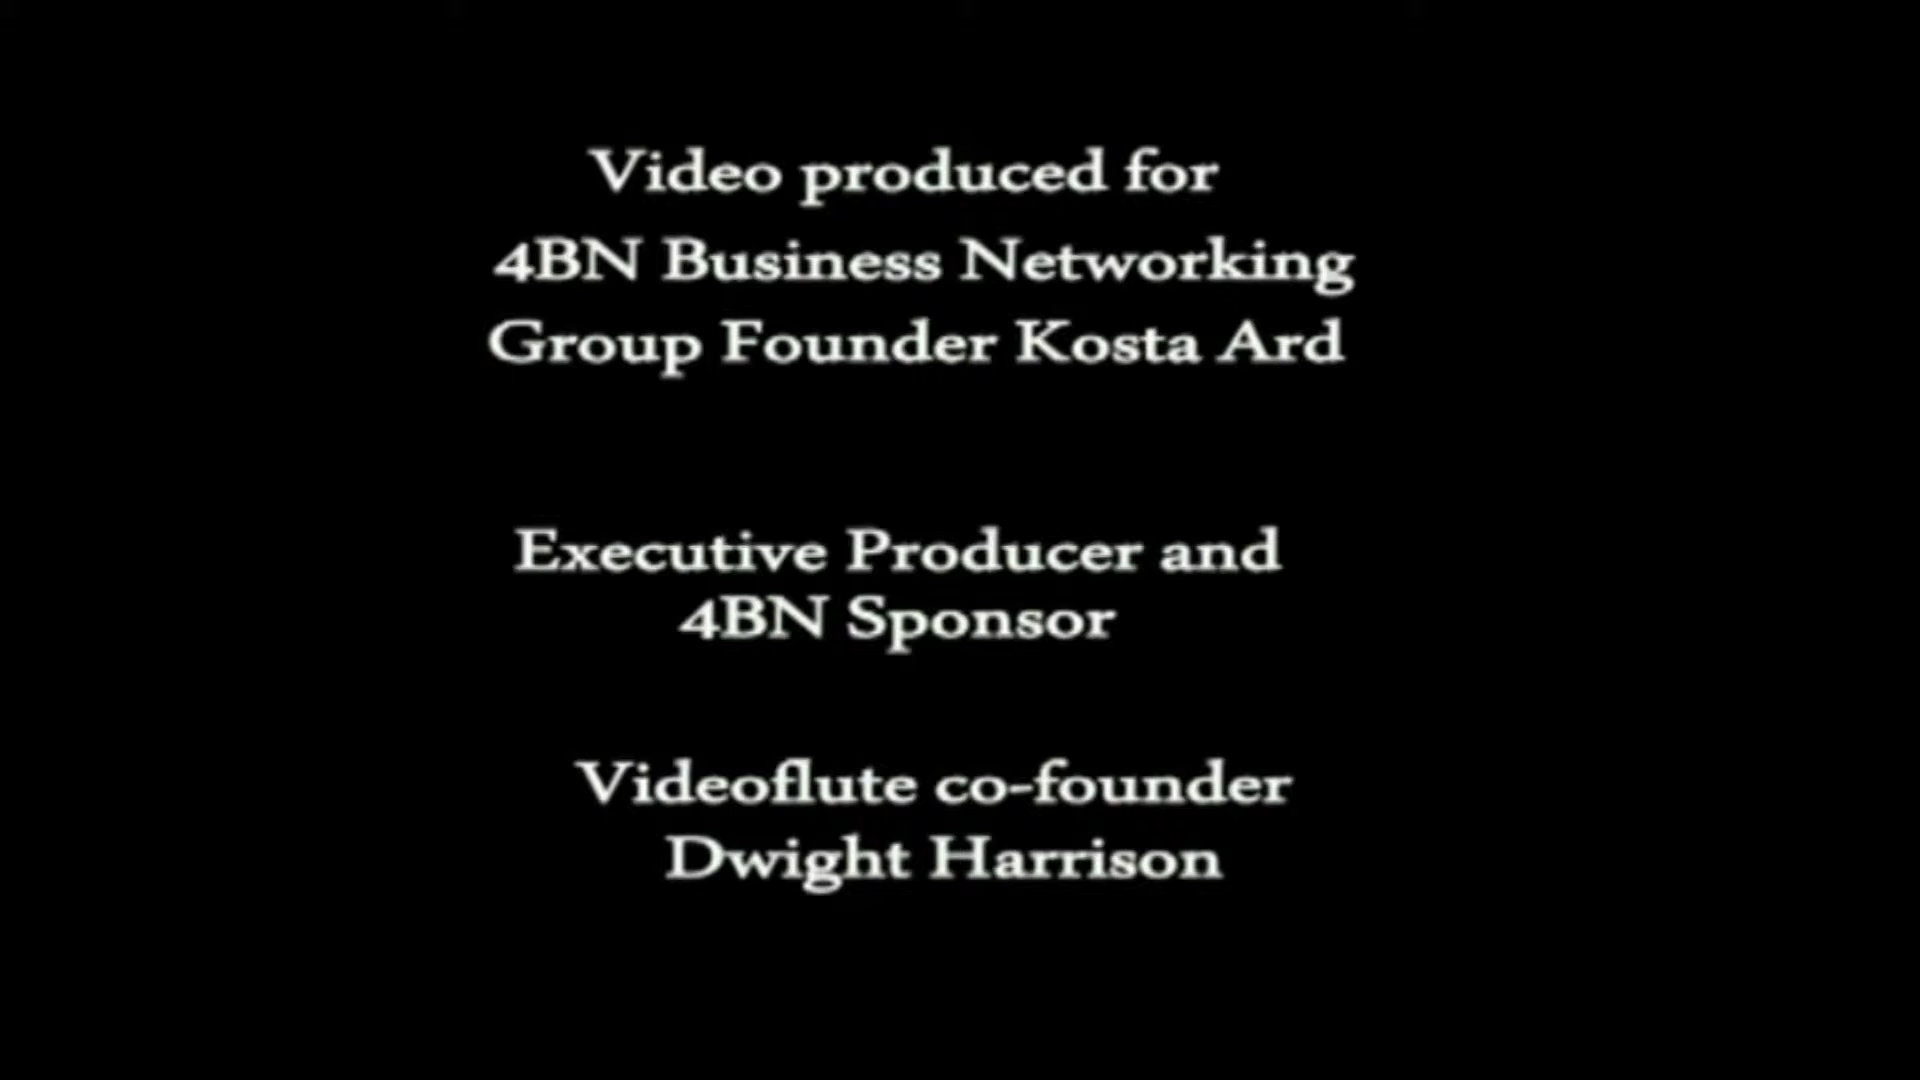 Video produced for
4BN Business Networking
Group Founder Kosta Ard
Executive Producer and
4BN Sponsor
Videoflute co-founder
Dwight Harrison